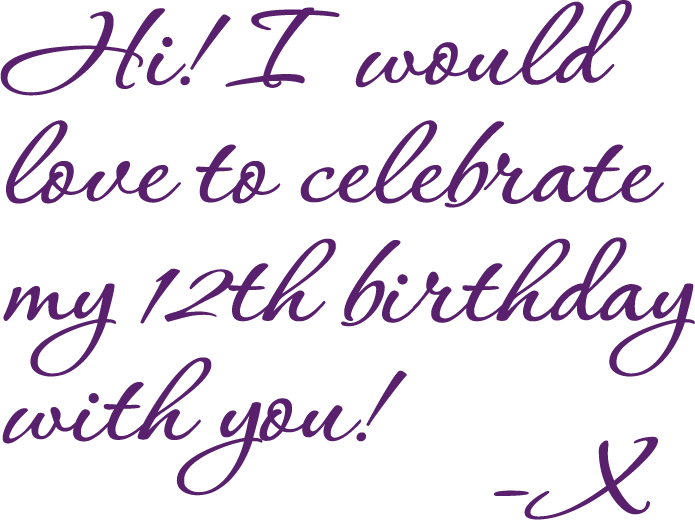 Hi! I would
love to celebrate
my 12th birthday
with you!
-X